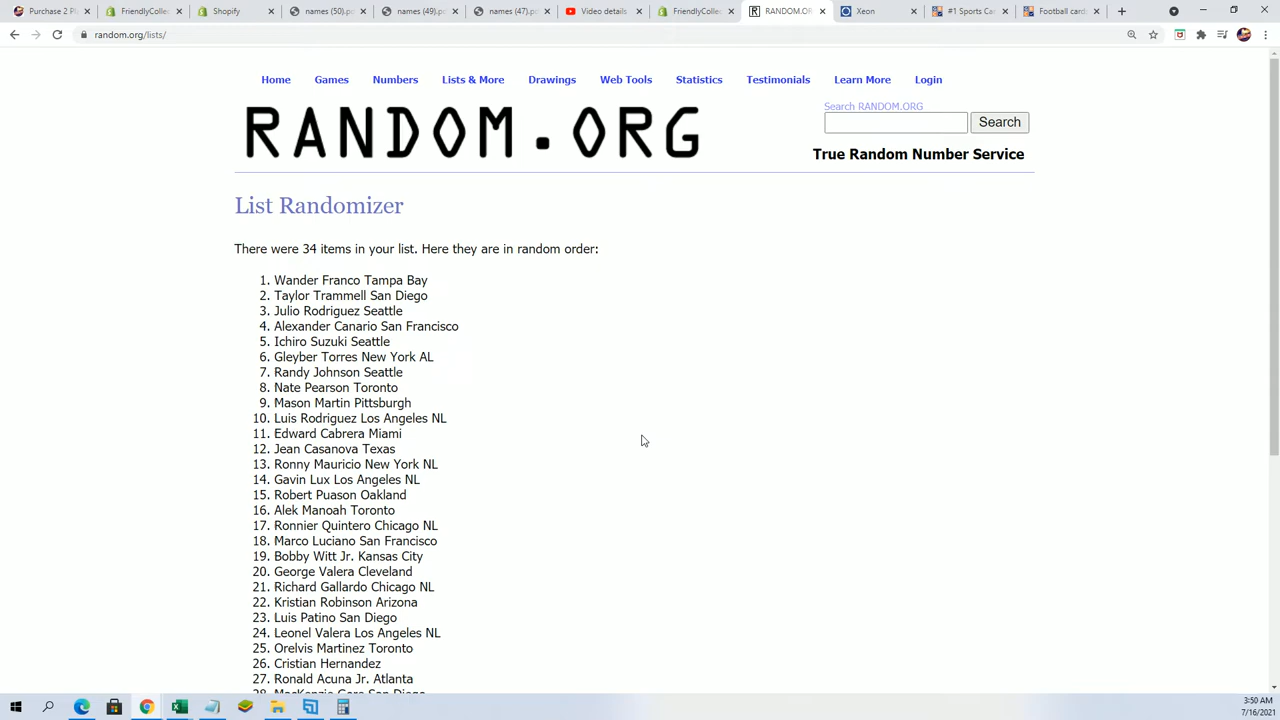 Purchase 2 Pl
FriendlyColle
Shopify
names (50).pc
names (49).pc
names (47).pc
Video details
FriendlyColle
RANDOM.OR
Xeon
#1 Sports Ca
Football card
random.org/lists/
Home Games Numbers Lists & More Drawings Web Tools Statistics Testimonials Learn More Login
RANDOM.ORG
Search RANDOM.ORG
Search
True Random Number Service
List Randomizer
There were 34 items in your list. Here they are in random order:
1. Wander Franco Tampa Bay
2. Taylor Trammell San Diego
3. Julio Rodriguez Seattle
4. Alexander Canario San Francisco
5. Ichiro Suzuki Seattle
6. Gleyber Torres New York AL
7. Randy Johnson Seattle
8. Nate Pearson Toronto
9. Mason Martin Pittsburgh
10. Luis Rodriguez Los Angeles NL
11. Edward Cabrera Miami
12. Jean Casanova Texas
13. Ronny Mauricio New York NL
14. Gavin Lux Los Angeles NL
15. Robert Puason Oakland
16. Alek Manoah Toronto
17. Ronnier Quintero Chicago NL
18. Marco Luciano San Francisco
19. Bobby Witt Jr. Kansas City
20. George Valera Cleveland
21. Richard Gallardo Chicago NL
22. Kristian Robinson Arizona
23. Luis Patino San Diego
24. Leonel Valera Los Angeles NL
25. Orelvis Martinez Toronto
26. Cristian Hernandez
27. Ronald Acuna Jr. Atlanta
28. MacKenzie Gore San Diego
3:50 AM
7/16/2021